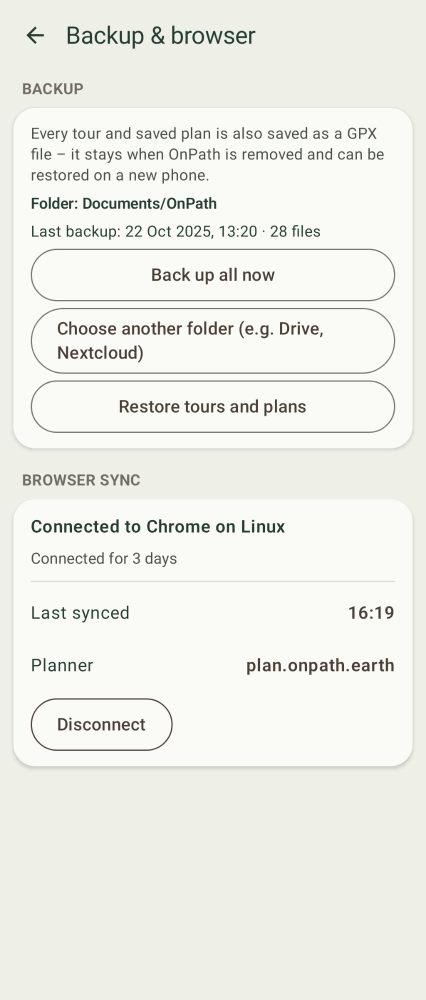 Backup & browser
BACKUP
Every tour and saved plan is also saved as a GPX
file – it stays when OnPath is removed and can be
restored on a new phone.
Folder: Documents/OnPath
Last backup: 22 Oct 2025, 13:20 · 28 files
Back up all now
Choose another folder (e.g. Drive,
Nextcloud)
Restore tours and plans
BROWSER SYNC
Connected to Chrome on Linux
Connected for 3 days
Last synced 16:19
Planner plan.onpath.earth
Disconnect